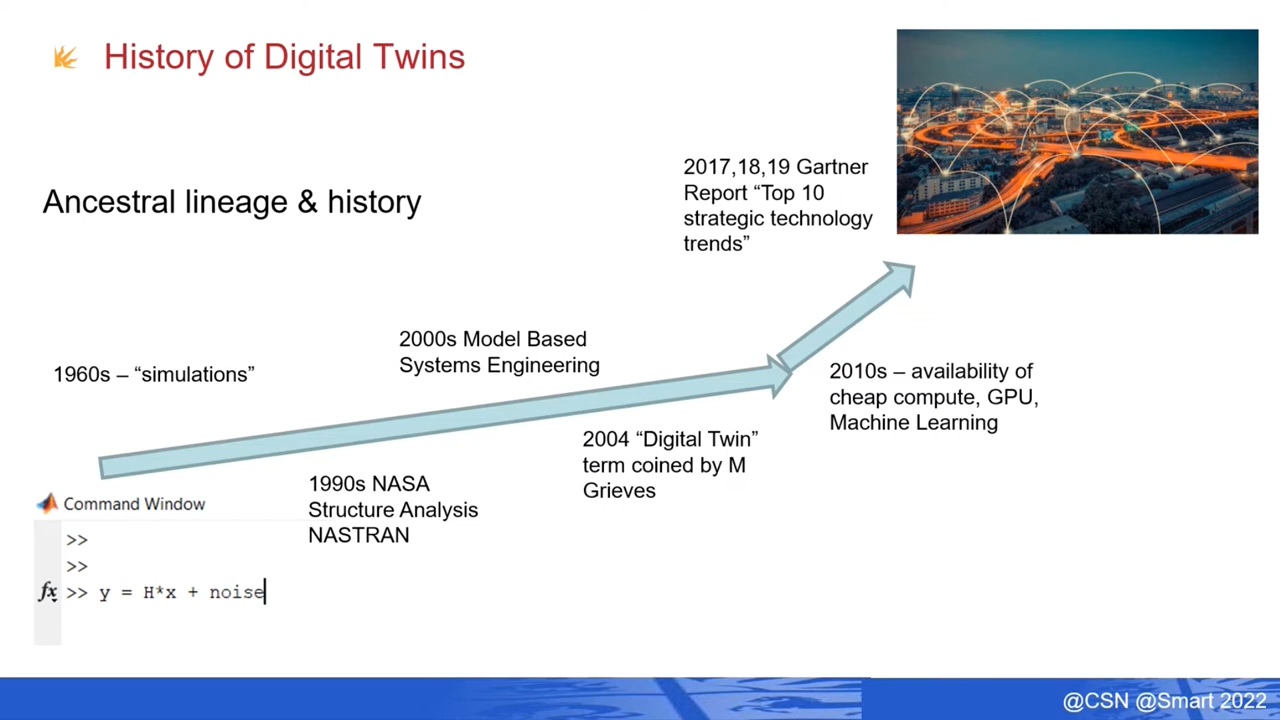 History of Digital Twins
Ancestral lineage & history
2017,18,19 Gartner
Report “Top 10
strategic technology
trends”
1960s – “simulations”
2000s Model Based
Systems Engineering
2010s – availability of
cheap compute, GPU,
Machine Learning
2004 “Digital Twin”
term coined by M
Grieves
1990s NASA
Structure Analysis
NASTRAN
Command Window
>>
>>
fx >> y = H*x + noise
@CSN @Smart 2022